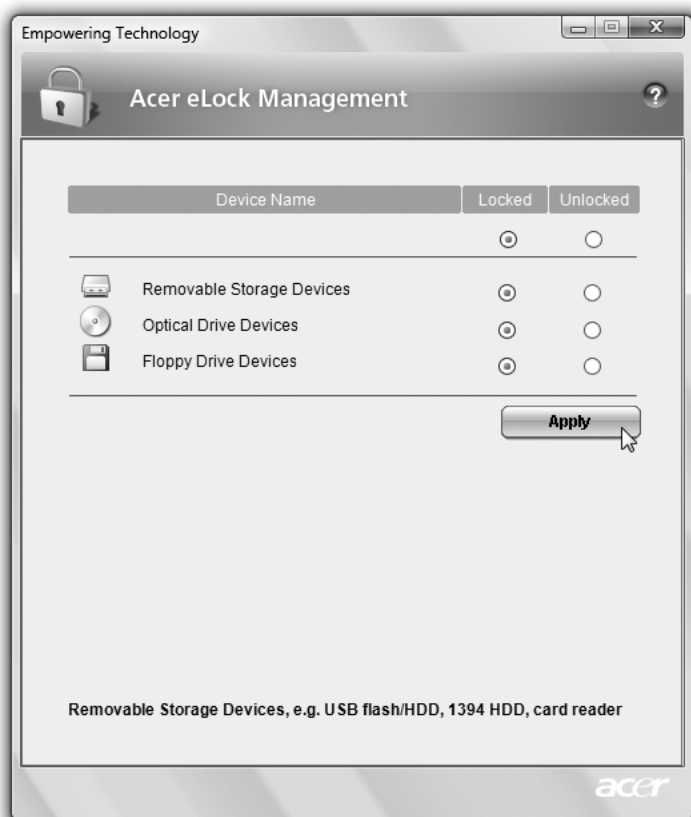 Empowering Technology
Acer eLock Management
Device Name Locked Unlocked
Removable Storage Devices
Optical Drive Devices
Floppy Drive Devices
Apply
Removable Storage Devices, e.g. USB flash/HDD, 1394 HDD, card reader
acer